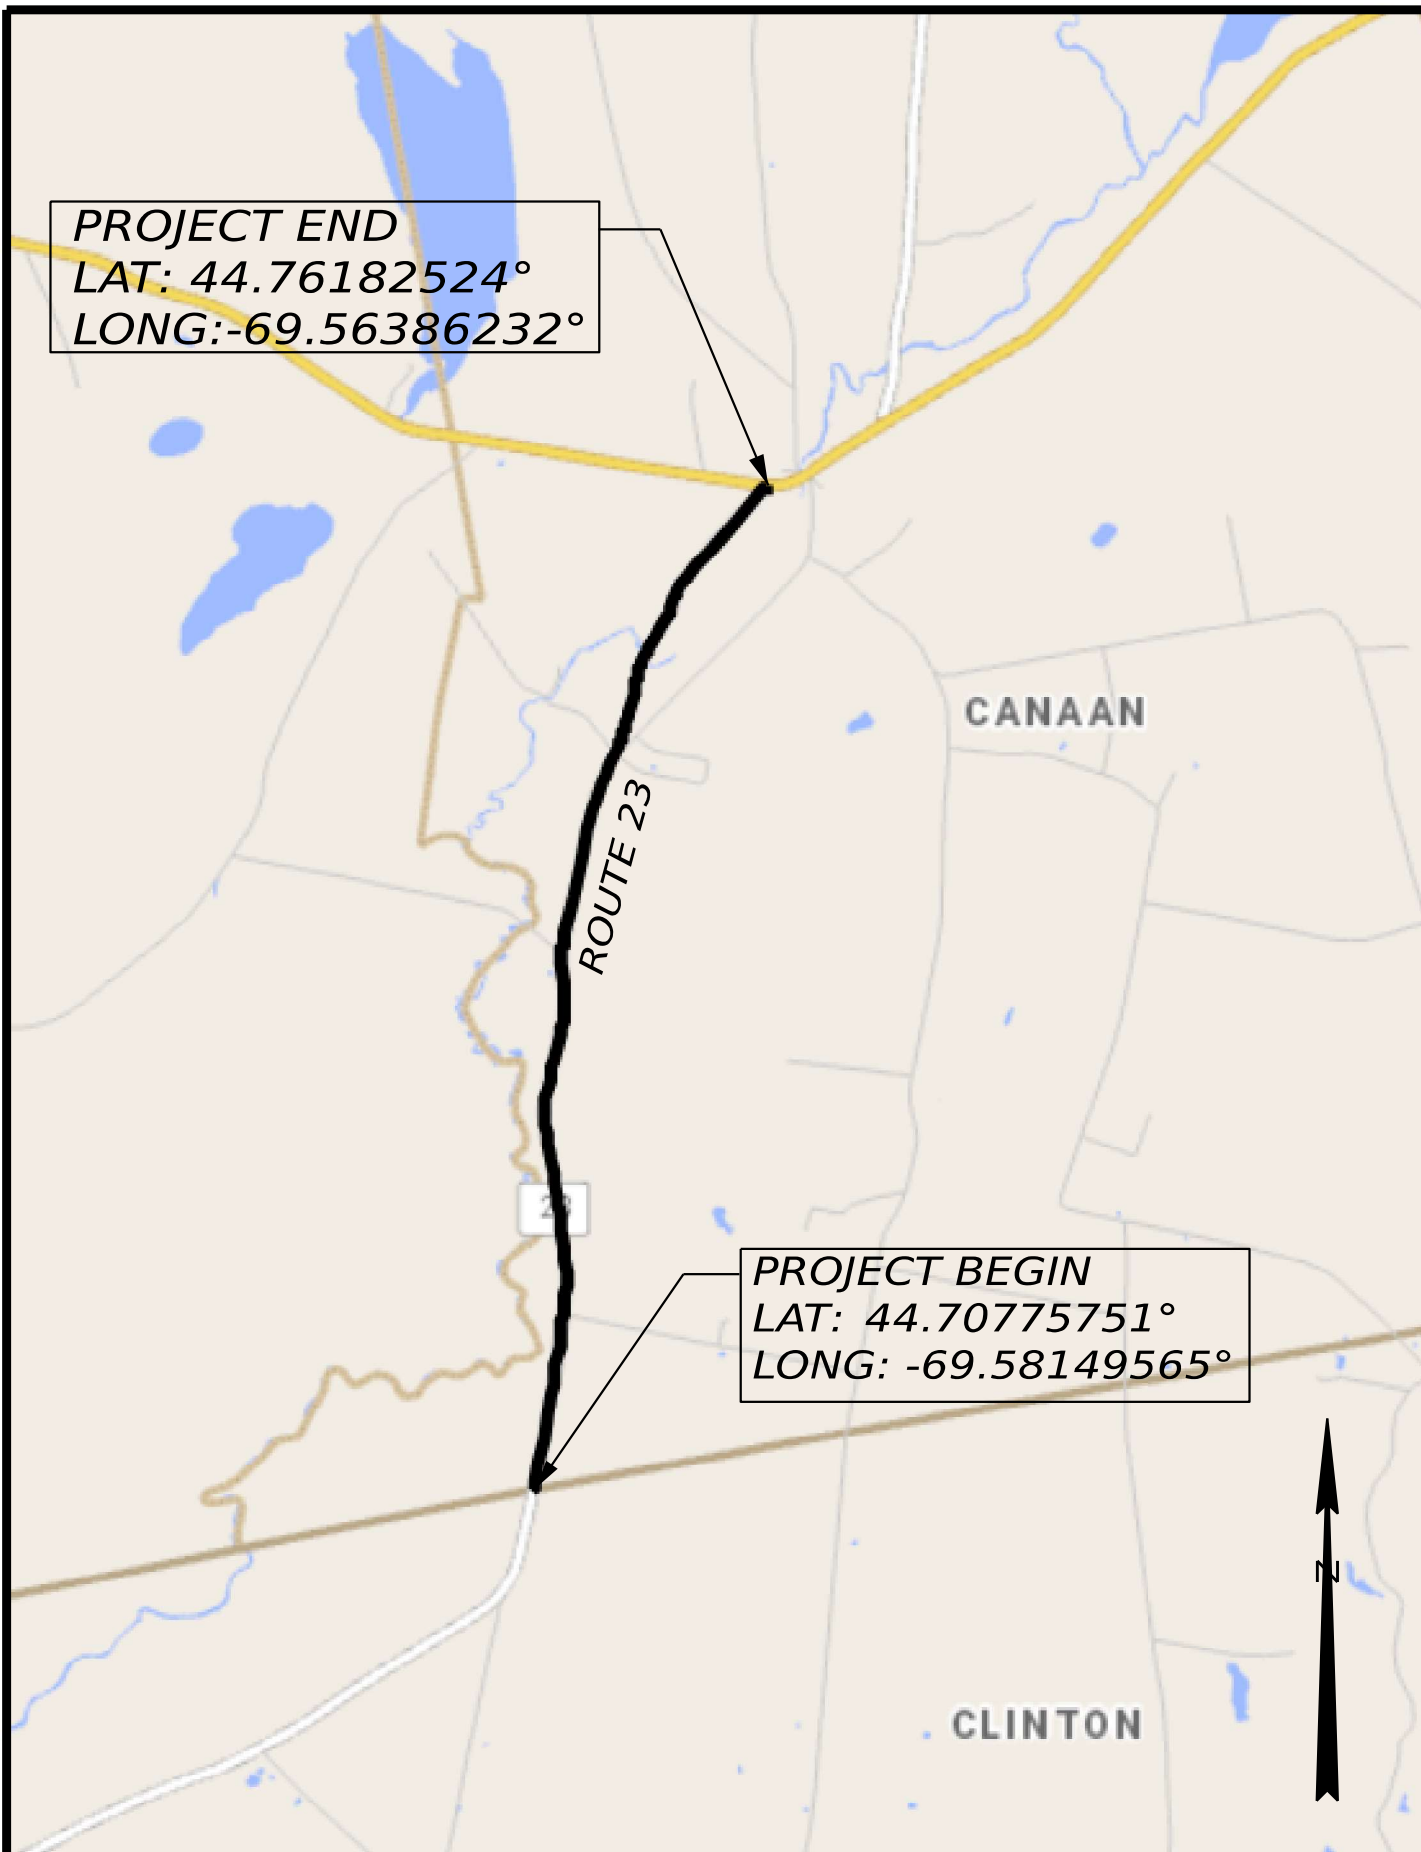 PROJECT END
LAT: 44.76182524°
LONG:-69.56386232°
CANAAN
ROUTE 23
23
PROJECT BEGIN
LAT: 44.70775751°
LONG: -69.58149565°
N
CLINTON